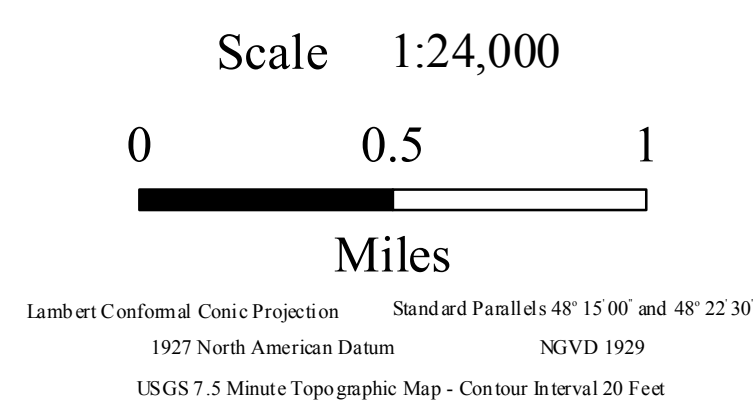 Scale 1:24,000
0 0.5 1
Miles
Lambert Conformal Conic Projection Standard Parallels 48° 15' 00" and 48° 22' 30"
1927 North American Datum NGVD 1929
USGS 7.5 Minute Topographic Map - Contour Interval 20 Feet